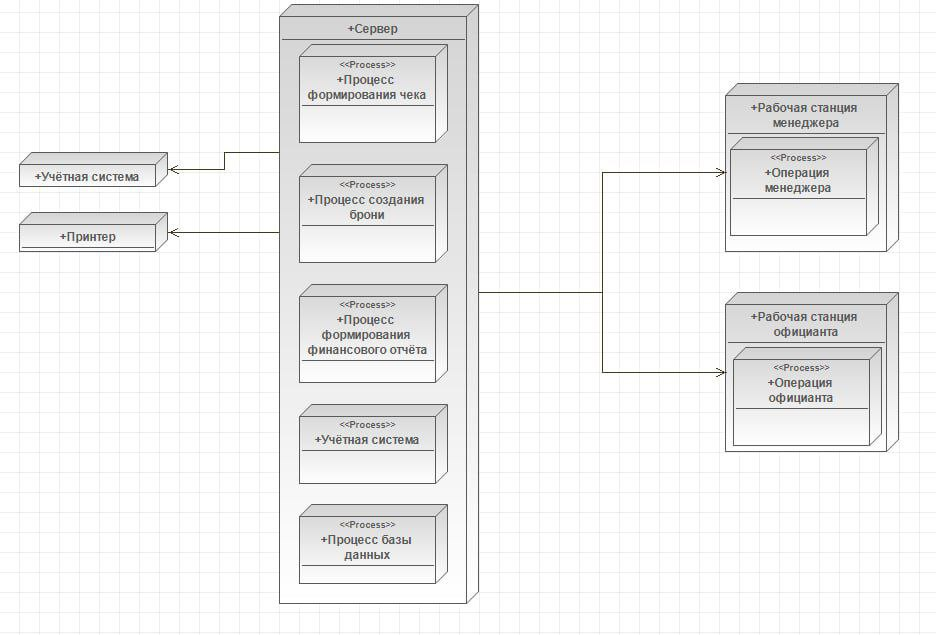 +Сервер
<<Process>>
+Процесс
формирования чека
<<Process>>
+Процесс создания
брони
<<Process>>
+Процесс
формирования
финансового отчёта
<<Process>>
+Учётная система
<<Process>>
+Процесс базы
данных
+Учётная система
+Принтер
+Рабочая станция
менеджера
<<Process>>
+Операция
менеджера
+Рабочая станция
официанта
<<Process>>
+Операция
официанта